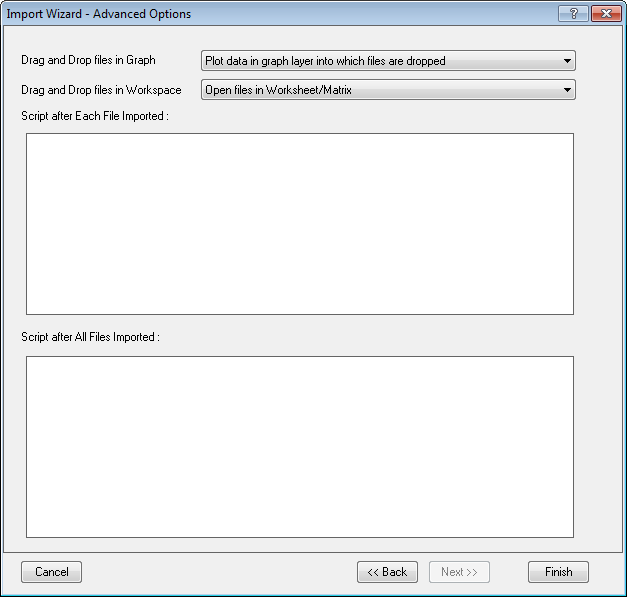 Import Wizard - Advanced Options
?
Drag and Drop files in Graph
Plot data in graph layer into which files are dropped
Drag and Drop files in Workspace
Open files in Worksheet/Matrix
Script after Each File Imported :
Script after All Files Imported :
Cancel
<< Back
Next >>
Finish